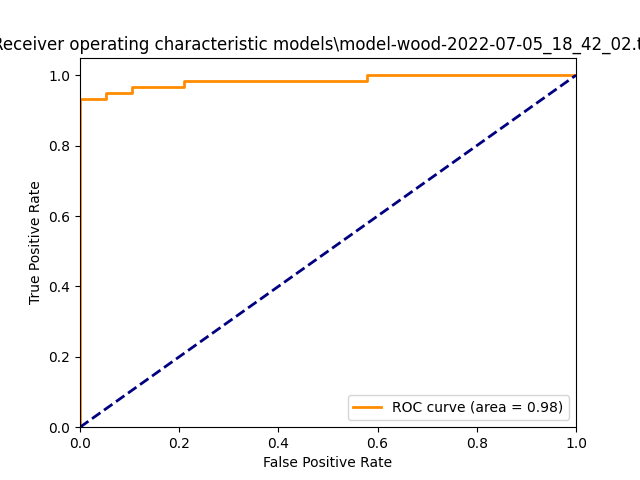 Receiver operating characteristic models\model-wood-2022-07-05_18_42_02.t
1.0
0.8
0.6
0.4
0.2
0.0
True Positive Rate
ROC curve (area = 0.98)
0.0 0.2 0.4 0.6 0.8 1.0
False Positive Rate